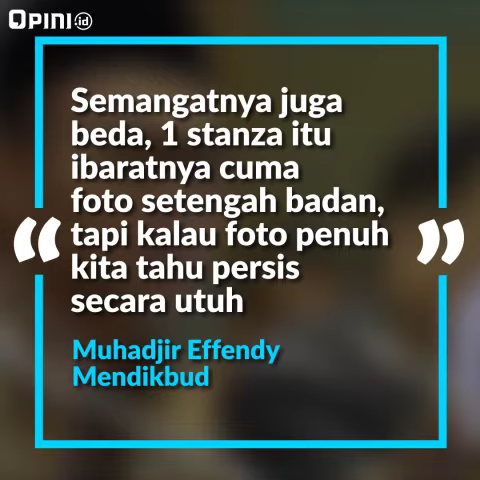 OPINI.id
Semangatnya juga
beda, 1 stanza itu
ibaratnya cuma
foto setengah badan,
“tapi kalau foto penuh”
kita tahu persis
secara utuh
Muhadjir Effendy
Mendikbud